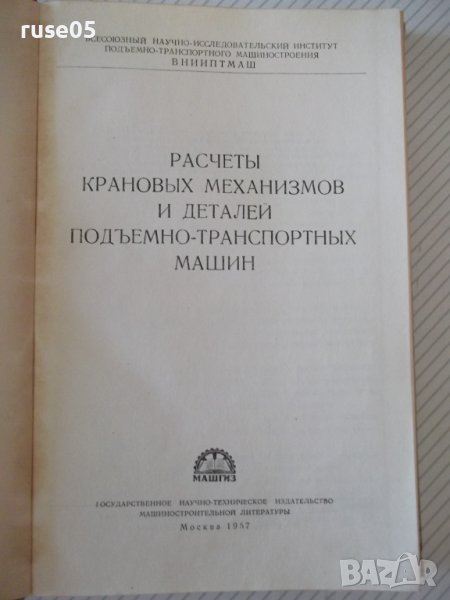 ruse05
ВСЕСОЮЗНЫЙ НАУЧНО-ИССЛЕДОВАТЕЛЬСКИЙ ИНСТИТУТ
ПОДЪЕМНО-ТРАНСПОРТНОГО МАШИНОСТРОЕНИЯ
ВНИИПТМАШ
РАСЧЕТЫ
КРАНОВЫХ МЕХАНИЗМОВ
И ДЕТАЛЕЙ
ПОДЪЕМНО-ТРАНСПОРТНЫХ
МАШИН
МАШГИЗ
ГОСУДАРСТВЕННОЕ НАУЧНО-ТЕХНИЧЕСКОЕ ИЗДАТЕЛЬСТВО
МАШИНОСТРОИТЕЛЬНОЙ ЛИТЕРАТУРЫ
Москва 1957
BAZAR